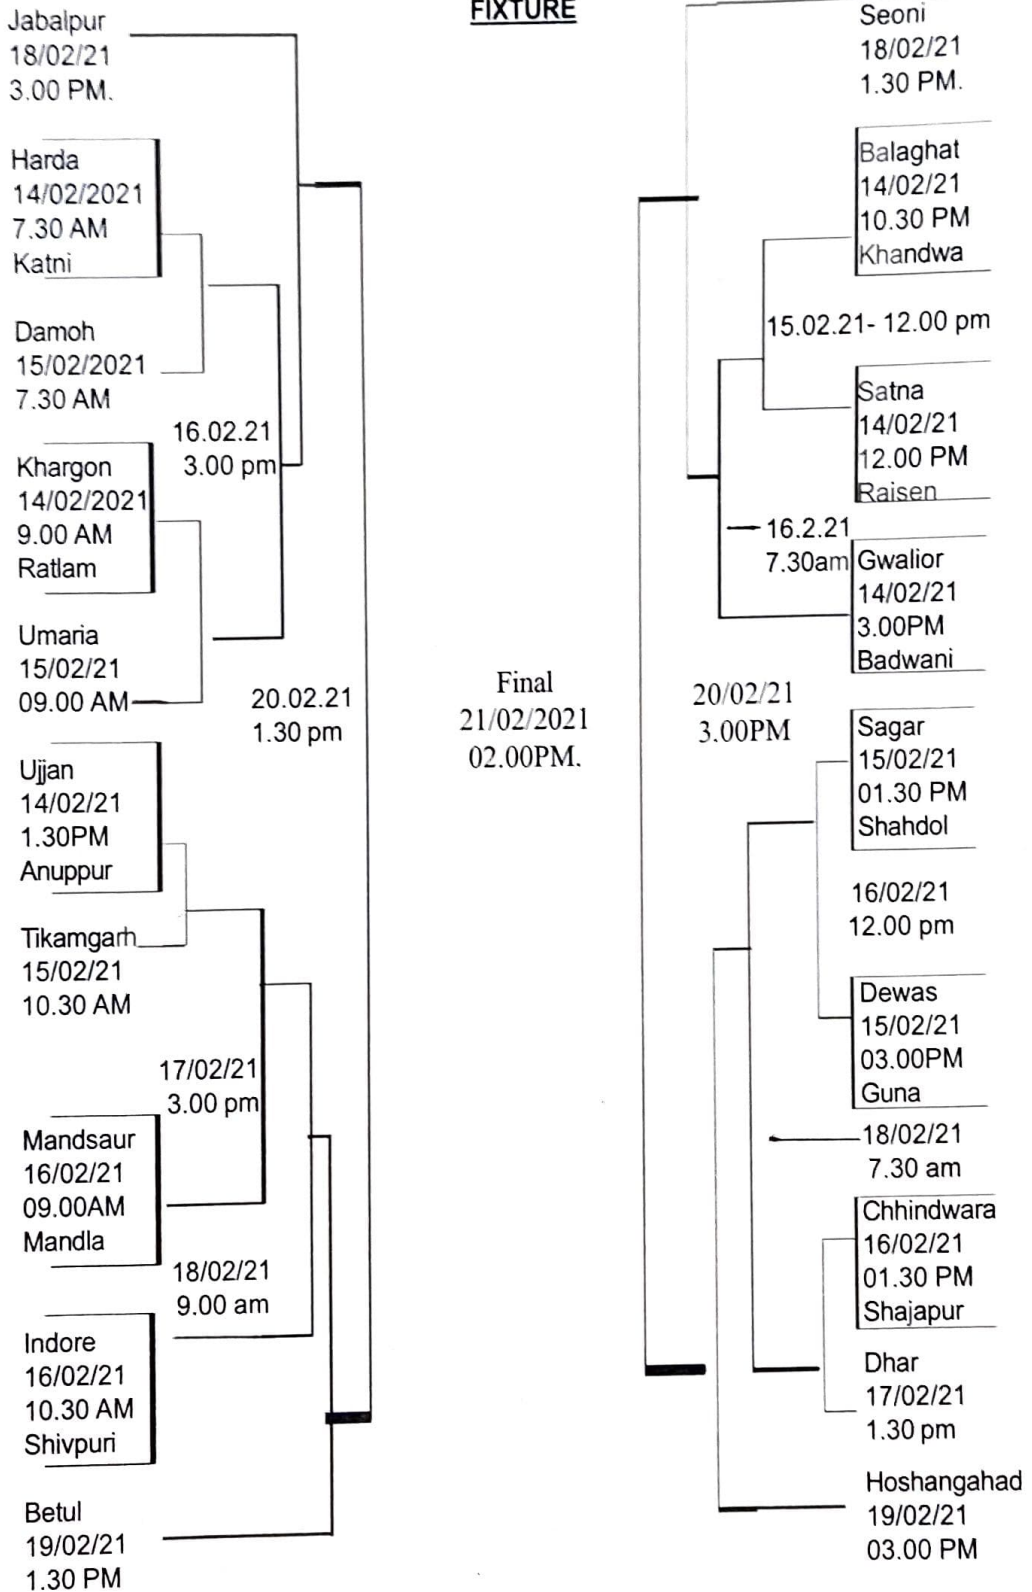 FIXTURE
Jabalpur
18/02/21
3.00 PM.
Harda
14/02/2021
7.30 AM
Katni
Damoh
15/02/2021
7.30 AM
16.02.21
3.00 pm
Khargon
14/02/2021
9.00 AM
Ratlam
Umaria
15/02/21
09.00 AM
20.02.21
1.30 pm
Ujjan
14/02/21
1.30PM
Anuppur
Tikamgarh
15/02/21
10.30 AM
17/02/21
3.00 pm
Mandsaur
16/02/21
09.00AM
Mandla
18/02/21
9.00 am
Indore
16/02/21
10.30 AM
Shivpuri
Betul
19/02/21
1.30 PM
Final
21/02/2021
02.00PM.
Seoni
18/02/21
1.30 PM.
Balaghat
14/02/21
10.30 PM
Khandwa
15.02.21- 12.00 pm
Satna
14/02/21
12.00 PM
Raisen
16.2.21
7.30am
Gwalior
14/02/21
3.00PM
Badwani
20/02/21
3.00PM
Sagar
15/02/21
01.30 PM
Shahdol
16/02/21
12.00 pm
Dewas
15/02/21
03.00PM
Guna
18/02/21
7.30 am
Chhindwara
16/02/21
01.30 PM
Shajapur
Dhar
17/02/21
1.30 pm
Hoshangahad
19/02/21
03.00 PM